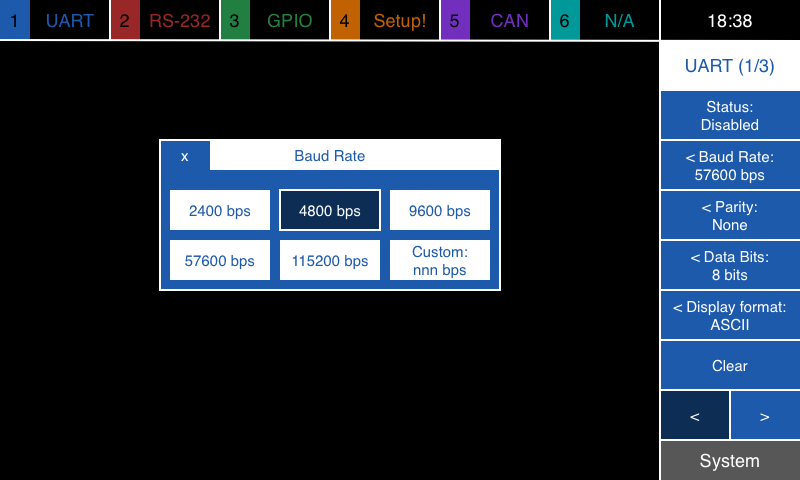 1 UART 2 RS-232 3 GPIO 4 Setup! 5 CAN 6 N/A 18:38
UART (1/3)
Status:
Disabled
< Baud Rate:
57600 bps
< Parity:
None
< Data Bits:
8 bits
< Display format:
ASCII
Clear
< >
System
x Baud Rate
2400 bps 4800 bps 9600 bps
57600 bps 115200 bps Custom:
nnn bps